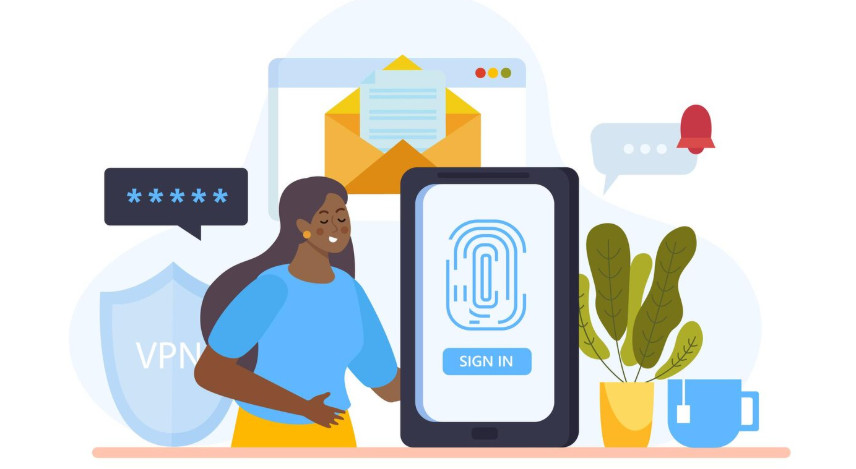 *****
VPN
SIGN IN